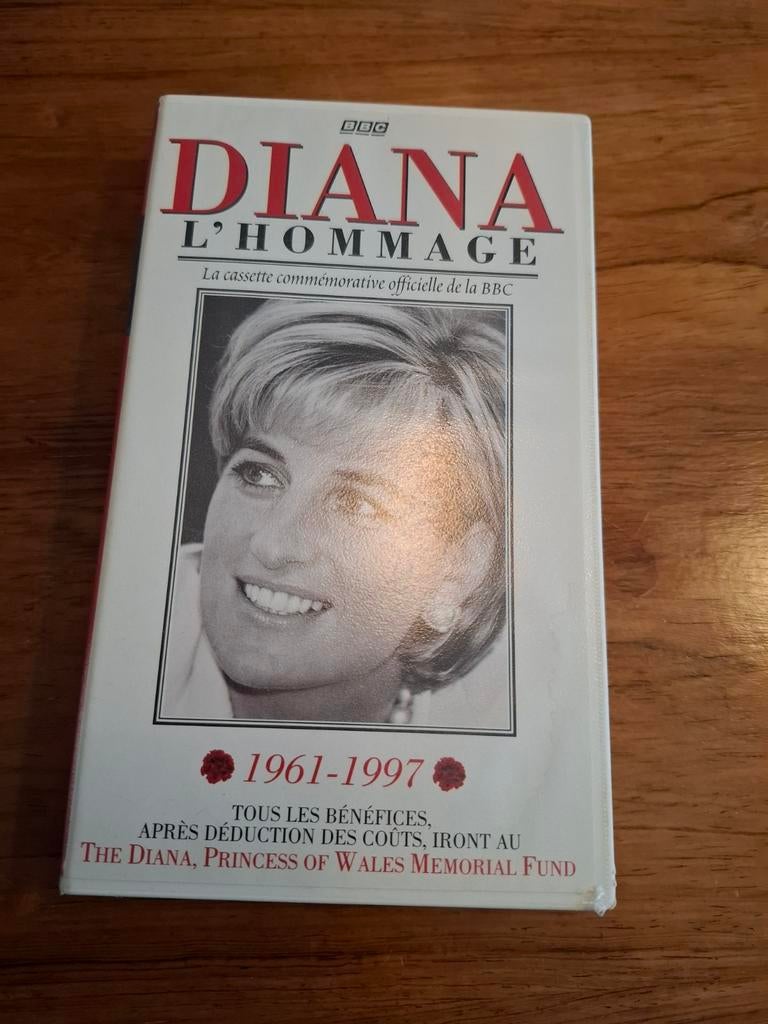 BBC
DIANA
L'HOMMAGE
La cassette commémorative officielle de la BBC
1961-1997
TOUS LES BÉNÉFICES,
APRÈS DÉDUCTION DES COÛTS, IRONT AU
THE DIANA, PRINCESS OF WALES MEMORIAL FUND